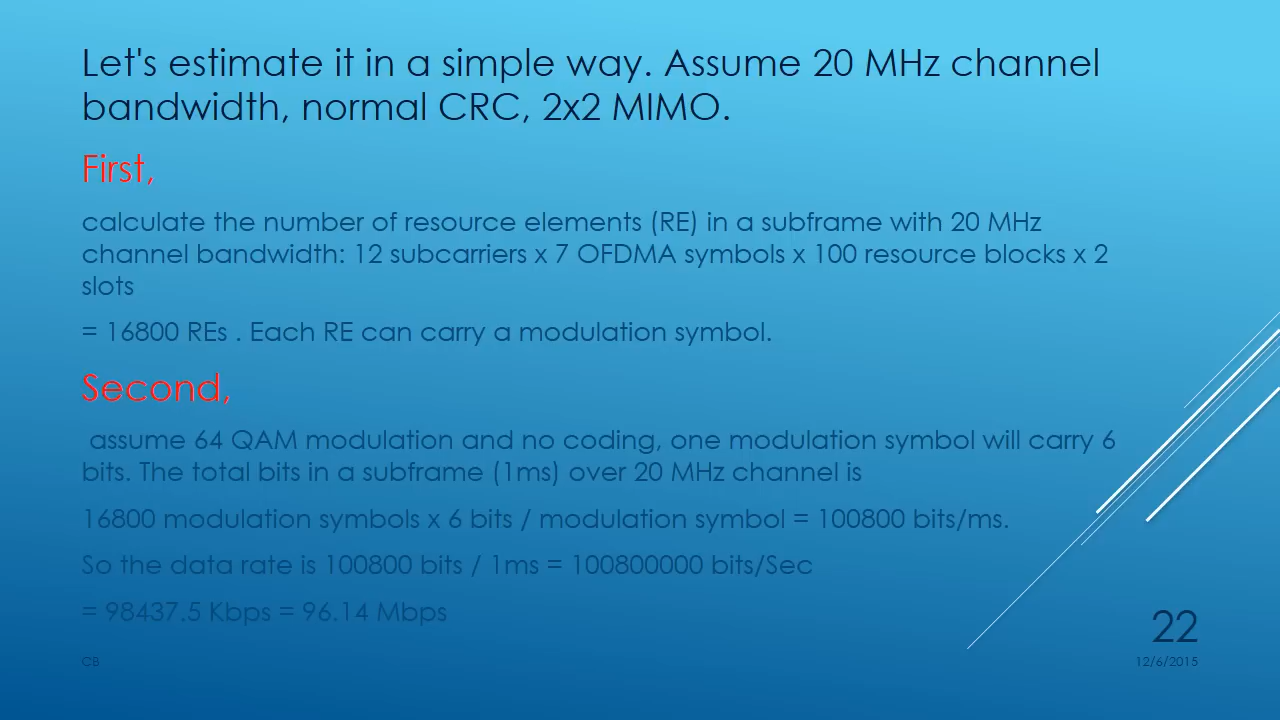 Let's estimate it in a simple way. Assume 20 MHz channel
bandwidth, normal CRC, 2x2 MIMO.
First,
calculate the number of resource elements (RE) in a subframe with 20 MHz
channel bandwidth: 12 subcarriers x 7 OFDMA symbols x 100 resource blocks x 2
slots
= 16800 REs . Each RE can carry a modulation symbol.
Second,
assume 64 QAM modulation and no coding, one modulation symbol will carry 6
bits. The total bits in a subframe (1ms) over 20 MHz channel is
16800 modulation symbols x 6 bits / modulation symbol = 100800 bits/ms.
So the data rate is 100800 bits / 1ms = 100800000 bits/Sec
= 98437.5 Kbps = 96.14 Mbps
22
CB
12/6/2015